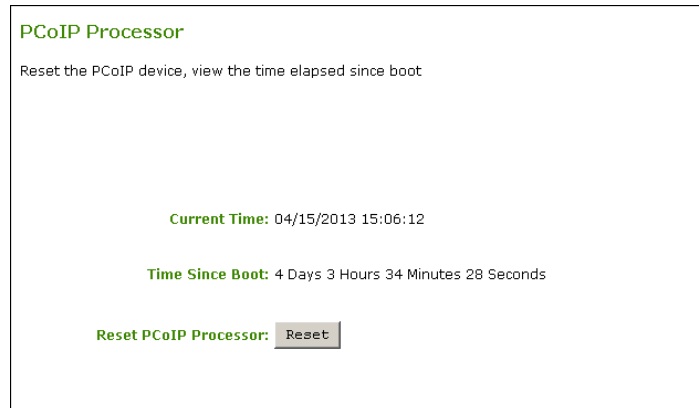 PCoIP Processor
Reset the PCoIP device, view the time elapsed since boot
Current Time: 04/15/2013 15:06:12
Time Since Boot: 4 Days 3 Hours 34 Minutes 28 Seconds
Reset PCoIP Processor: Reset